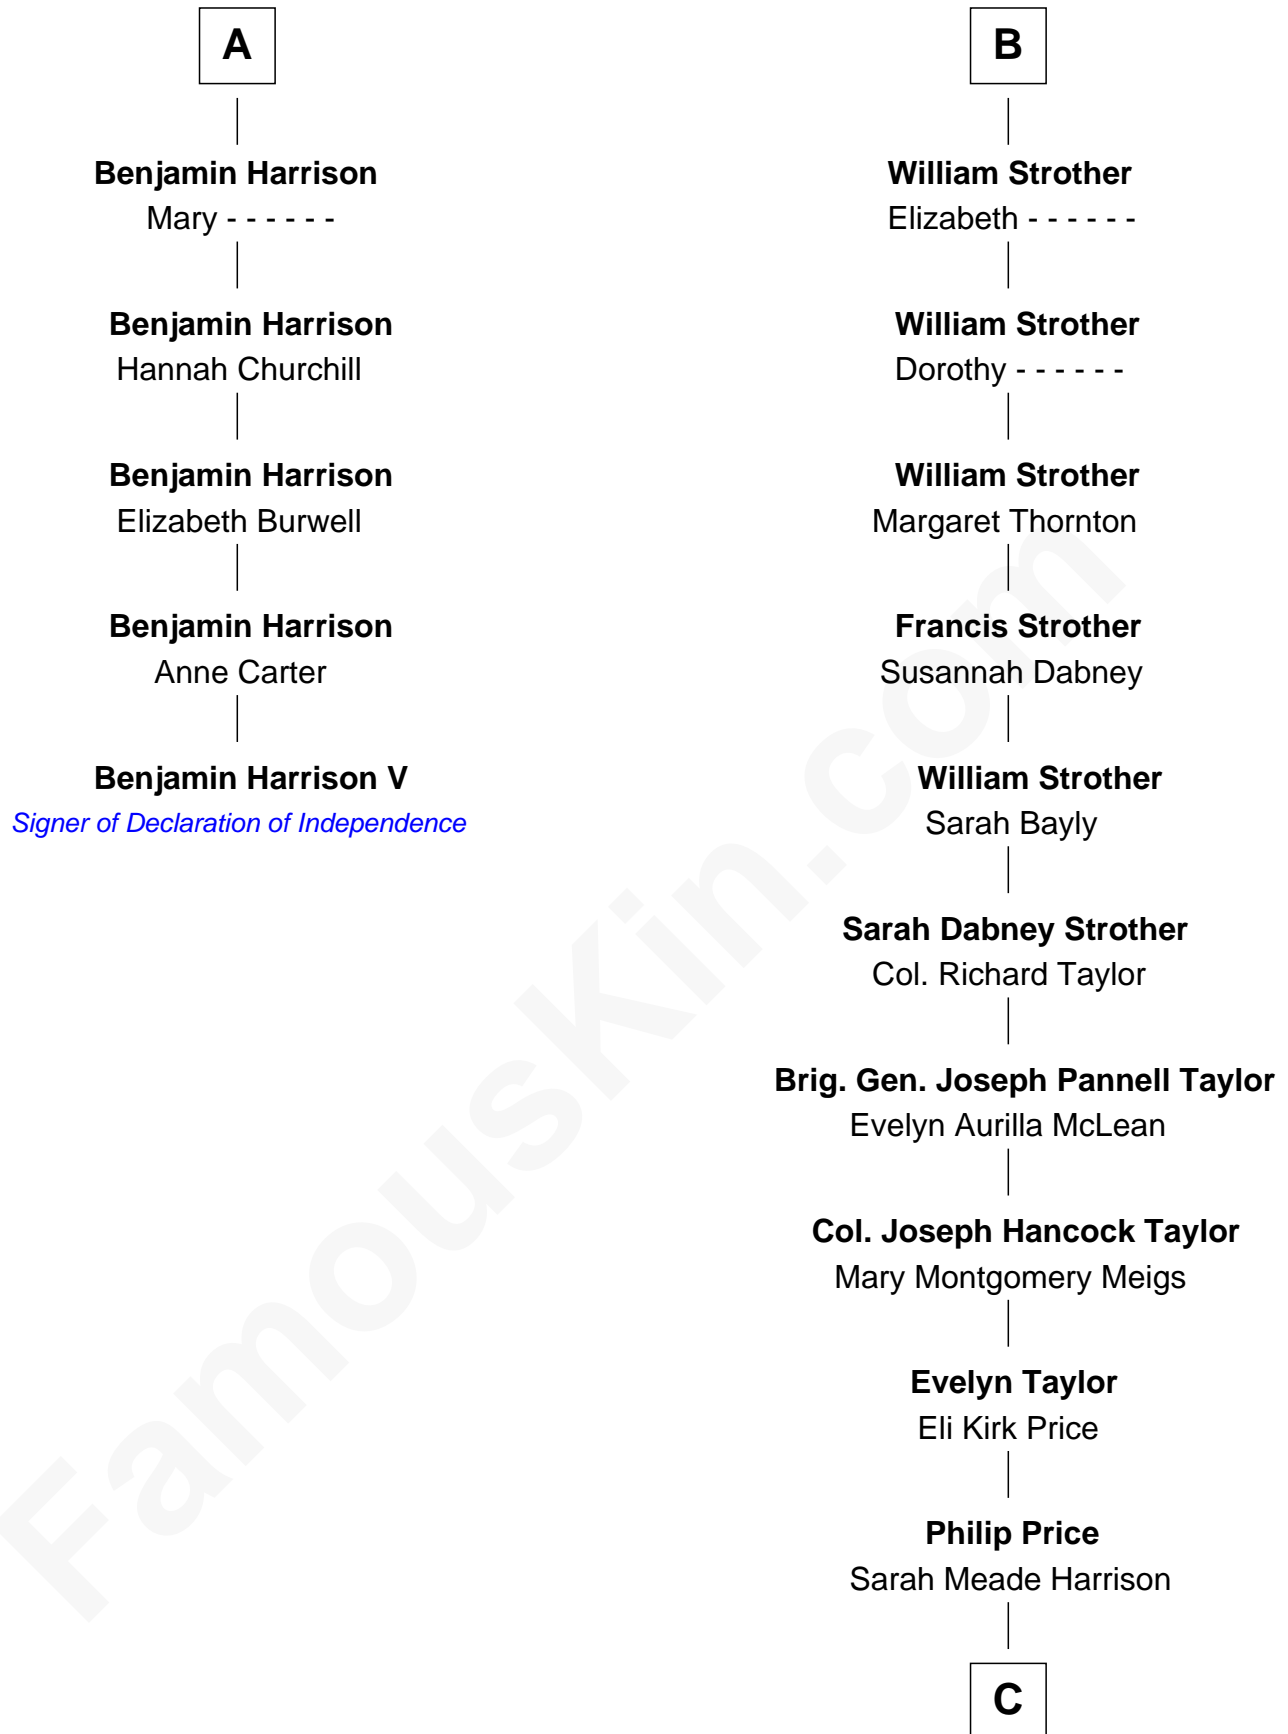 A
Benjamin Harrison
Mary - - - - - -
Benjamin Harrison
Hannah Churchill
Benjamin Harrison
Elizabeth Burwell
Benjamin Harrison
Anne Carter
Benjamin Harrison V
Signer of Declaration of Independence
B
William Strother
Elizabeth - - - - - -
William Strother
Dorothy - - - - - -
William Strother
Margaret Thornton
Francis Strother
Susannah Dabney
William Strother
Sarah Bayly
Sarah Dabney Strother
Col. Richard Taylor
Brig. Gen. Joseph Pannell Taylor
Evelyn Aurilla McLean
Col. Joseph Hancock Taylor
Mary Montgomery Meigs
Evelyn Taylor
Eli Kirk Price
Philip Price
Sarah Meade Harrison
C
FamousKin.com